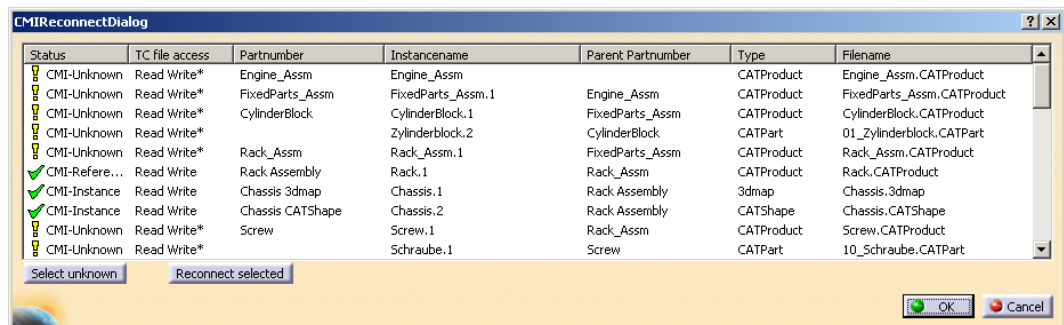 CMIReconnectDialog
Status TC file access Partnumber Instancename Parent Partnumber Type Filename
CMI-Unknown Read Write* Engine_Assm Engine_Assm CATProduct Engine_Assm.CATProduct
CMI-Unknown Read Write* FixedParts_Assm FixedParts_Assm.1 Engine_Assm CATProduct FixedParts_Assm.CATProduct
CMI-Unknown Read Write* CylinderBlock CylinderBlock.1 FixedParts_Assm CATProduct CylinderBlock.CATProduct
CMI-Unknown Read Write* Zylinderblock.2 CylinderBlock CATPart 01_Zylinderblock.CATPart
CMI-Unknown Read Write* Rack_Assm Rack_Assm.1 FixedParts_Assm CATProduct Rack_Assm.CATProduct
CMI-Refere... Read Write Rack Assembly Rack.1 Rack_Assm CATProduct Rack.CATProduct
CMI-Instance Read Write Chassis 3dmap Chassis.1 Rack Assembly 3dmap Chassis.3dmap
CMI-Instance Read Write Chassis CATShape Chassis.2 Rack Assembly CATShape Chassis.CATShape
CMI-Unknown Read Write* Screw Screw.1 Rack_Assm CATProduct Screw.CATProduct
CMI-Unknown Read Write* Schraube.1 Screw CATPart 10_Schraube.CATPart
Select unknown Reconnect selected
OK Cancel